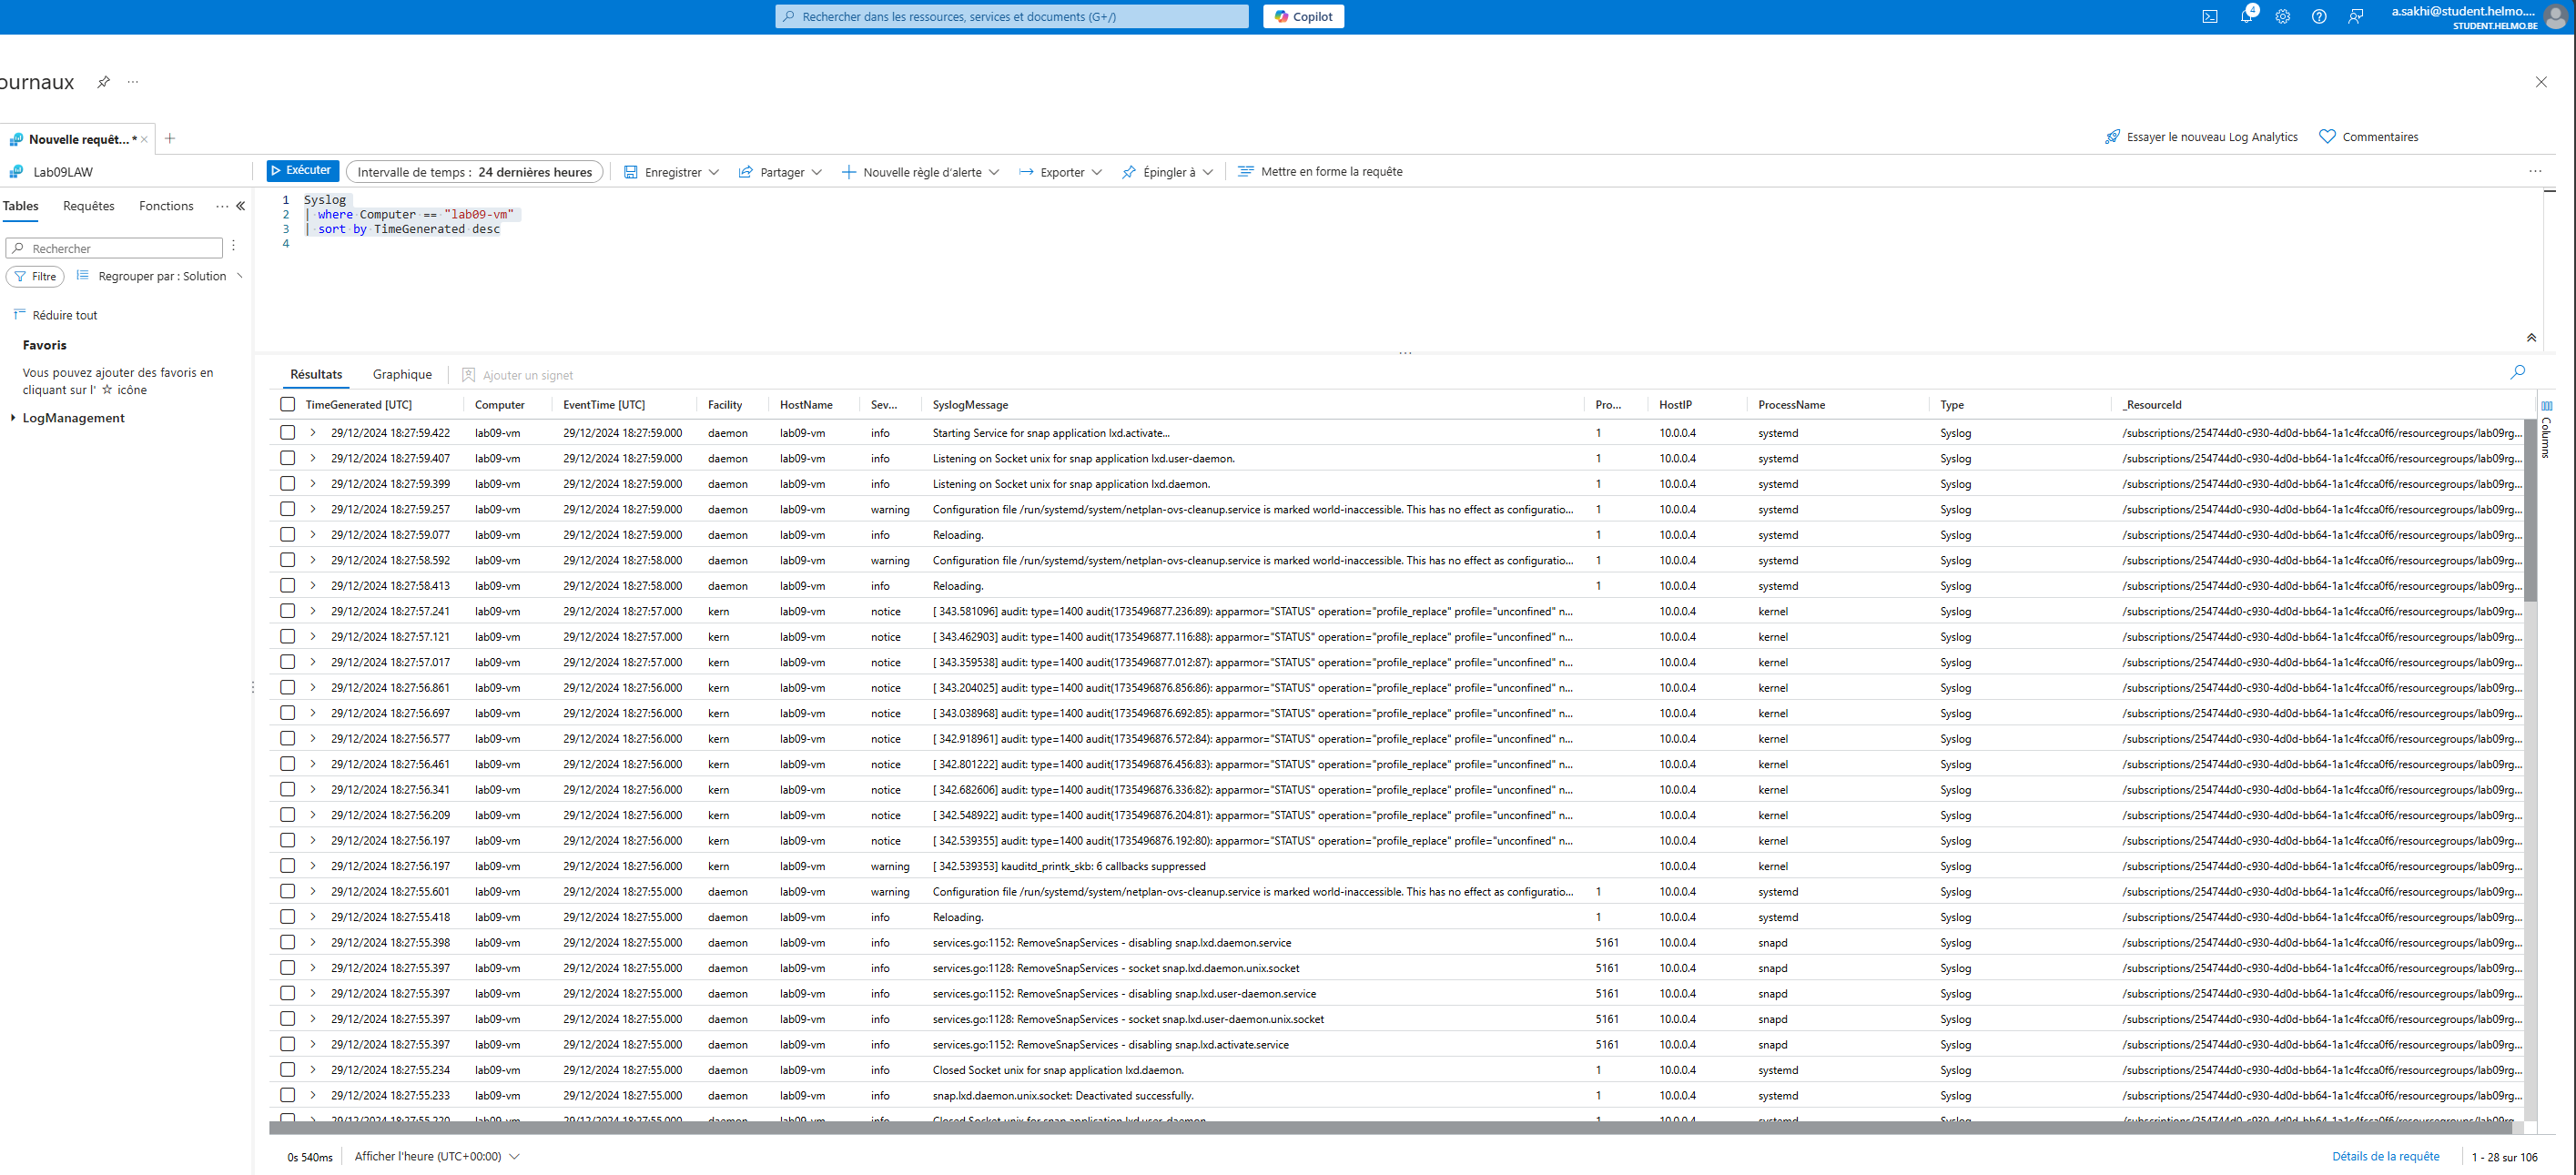 Rechercher dans les ressources, services et documents (G+/)
Copilot
4
a.sakhi@student.helmo....
STUDENT.HELMO.BE
ournaux
Nouvelle requêt... *
Essayer le nouveau Log Analytics
Commentaires
Lab09LAW
Exécuter
Intervalle de temps : 24 dernières heures
Enregistrer
Partager
Nouvelle règle d'alerte
Exporter
Épingler à
Mettre en forme la requête
Tables Requêtes Fonctions
Rechercher
Filtre
Regrouper par : Solution
Réduire tout
Favoris
Vous pouvez ajouter des favoris en
cliquant sur l' ☆ icône
LogManagement
1 Syslog
2 | where Computer == "lab09-vm"
3 | sort by TimeGenerated desc
4
Résultats Graphique Ajouter un signet
TimeGenerated [UTC] Computer EventTime [UTC] Facility HostName Sev... SyslogMessage Pro... HostIP ProcessName Type _ResourceId
Columns
29/12/2024 18:27:59.422 lab09-vm 29/12/2024 18:27:59.000 daemon lab09-vm info Starting Service for snap application lxd.activate... 1 10.0.0.4 systemd Syslog /subscriptions/254744d0-c930-4d0d-bb64-1a1c4fcca0f6/resourcegroups/lab09rg...
29/12/2024 18:27:59.407 lab09-vm 29/12/2024 18:27:59.000 daemon lab09-vm info Listening on Socket unix for snap application lxd.user-daemon. 1 10.0.0.4 systemd Syslog /subscriptions/254744d0-c930-4d0d-bb64-1a1c4fcca0f6/resourcegroups/lab09rg...
29/12/2024 18:27:59.399 lab09-vm 29/12/2024 18:27:59.000 daemon lab09-vm info Listening on Socket unix for snap application lxd.daemon. 1 10.0.0.4 systemd Syslog /subscriptions/254744d0-c930-4d0d-bb64-1a1c4fcca0f6/resourcegroups/lab09rg...
29/12/2024 18:27:59.257 lab09-vm 29/12/2024 18:27:59.000 daemon lab09-vm warning Configuration file /run/systemd/system/netplan-ovs-cleanup.service is marked world-inaccessible. This has no effect as configuratio... 1 10.0.0.4 systemd Syslog /subscriptions/254744d0-c930-4d0d-bb64-1a1c4fcca0f6/resourcegroups/lab09rg...
29/12/2024 18:27:59.077 lab09-vm 29/12/2024 18:27:59.000 daemon lab09-vm info Reloading. 1 10.0.0.4 systemd Syslog /subscriptions/254744d0-c930-4d0d-bb64-1a1c4fcca0f6/resourcegroups/lab09rg...
29/12/2024 18:27:58.592 lab09-vm 29/12/2024 18:27:58.000 daemon lab09-vm warning Configuration file /run/systemd/system/netplan-ovs-cleanup.service is marked world-inaccessible. This has no effect as configuratio... 1 10.0.0.4 systemd Syslog /subscriptions/254744d0-c930-4d0d-bb64-1a1c4fcca0f6/resourcegroups/lab09rg...
29/12/2024 18:27:58.413 lab09-vm 29/12/2024 18:27:58.000 daemon lab09-vm info Reloading. 1 10.0.0.4 systemd Syslog /subscriptions/254744d0-c930-4d0d-bb64-1a1c4fcca0f6/resourcegroups/lab09rg...
29/12/2024 18:27:57.241 lab09-vm 29/12/2024 18:27:57.000 kern lab09-vm notice [ 343.581096] audit: type=1400 audit(1735496877.236:89): apparmor="STATUS" operation="profile_replace" profile="unconfined" n... 10.0.0.4 kernel Syslog /subscriptions/254744d0-c930-4d0d-bb64-1a1c4fcca0f6/resourcegroups/lab09rg...
29/12/2024 18:27:57.121 lab09-vm 29/12/2024 18:27:57.000 kern lab09-vm notice [ 343.462903] audit: type=1400 audit(1735496877.116:88): apparmor="STATUS" operation="profile_replace" profile="unconfined" n... 10.0.0.4 kernel Syslog /subscriptions/254744d0-c930-4d0d-bb64-1a1c4fcca0f6/resourcegroups/lab09rg...
29/12/2024 18:27:57.017 lab09-vm 29/12/2024 18:27:57.000 kern lab09-vm notice [ 343.359538] audit: type=1400 audit(1735496877.012:87): apparmor="STATUS" operation="profile_replace" profile="unconfined" n... 10.0.0.4 kernel Syslog /subscriptions/254744d0-c930-4d0d-bb64-1a1c4fcca0f6/resourcegroups/lab09rg...
29/12/2024 18:27:56.861 lab09-vm 29/12/2024 18:27:56.000 kern lab09-vm notice [ 343.204025] audit: type=1400 audit(1735496876.856:86): apparmor="STATUS" operation="profile_replace" profile="unconfined" n... 10.0.0.4 kernel Syslog /subscriptions/254744d0-c930-4d0d-bb64-1a1c4fcca0f6/resourcegroups/lab09rg...
29/12/2024 18:27:56.697 lab09-vm 29/12/2024 18:27:56.000 kern lab09-vm notice [ 343.038968] audit: type=1400 audit(1735496876.692:85): apparmor="STATUS" operation="profile_replace" profile="unconfined" n... 10.0.0.4 kernel Syslog /subscriptions/254744d0-c930-4d0d-bb64-1a1c4fcca0f6/resourcegroups/lab09rg...
29/12/2024 18:27:56.577 lab09-vm 29/12/2024 18:27:56.000 kern lab09-vm notice [ 342.918961] audit: type=1400 audit(1735496876.572:84): apparmor="STATUS" operation="profile_replace" profile="unconfined" n... 10.0.0.4 kernel Syslog /subscriptions/254744d0-c930-4d0d-bb64-1a1c4fcca0f6/resourcegroups/lab09rg...
29/12/2024 18:27:56.461 lab09-vm 29/12/2024 18:27:56.000 kern lab09-vm notice [ 342.801222] audit: type=1400 audit(1735496876.456:83): apparmor="STATUS" operation="profile_replace" profile="unconfined" n... 10.0.0.4 kernel Syslog /subscriptions/254744d0-c930-4d0d-bb64-1a1c4fcca0f6/resourcegroups/lab09rg...
29/12/2024 18:27:56.341 lab09-vm 29/12/2024 18:27:56.000 kern lab09-vm notice [ 342.682606] audit: type=1400 audit(1735496876.336:82): apparmor="STATUS" operation="profile_replace" profile="unconfined" n... 10.0.0.4 kernel Syslog /subscriptions/254744d0-c930-4d0d-bb64-1a1c4fcca0f6/resourcegroups/lab09rg...
29/12/2024 18:27:56.209 lab09-vm 29/12/2024 18:27:56.000 kern lab09-vm notice [ 342.548922] audit: type=1400 audit(1735496876.204:81): apparmor="STATUS" operation="profile_replace" profile="unconfined" n... 10.0.0.4 kernel Syslog /subscriptions/254744d0-c930-4d0d-bb64-1a1c4fcca0f6/resourcegroups/lab09rg...
29/12/2024 18:27:56.197 lab09-vm 29/12/2024 18:27:56.000 kern lab09-vm notice [ 342.539355] audit: type=1400 audit(1735496876.192:80): apparmor="STATUS" operation="profile_replace" profile="unconfined" n... 10.0.0.4 kernel Syslog /subscriptions/254744d0-c930-4d0d-bb64-1a1c4fcca0f6/resourcegroups/lab09rg...
29/12/2024 18:27:56.197 lab09-vm 29/12/2024 18:27:56.000 kern lab09-vm warning [ 342.539353] kauditd_printk_skb: 6 callbacks suppressed 10.0.0.4 kernel Syslog /subscriptions/254744d0-c930-4d0d-bb64-1a1c4fcca0f6/resourcegroups/lab09rg...
29/12/2024 18:27:55.601 lab09-vm 29/12/2024 18:27:55.000 daemon lab09-vm warning Configuration file /run/systemd/system/netplan-ovs-cleanup.service is marked world-inaccessible. This has no effect as configuratio... 1 10.0.0.4 systemd Syslog /subscriptions/254744d0-c930-4d0d-bb64-1a1c4fcca0f6/resourcegroups/lab09rg...
29/12/2024 18:27:55.418 lab09-vm 29/12/2024 18:27:55.000 daemon lab09-vm info Reloading. 1 10.0.0.4 systemd Syslog /subscriptions/254744d0-c930-4d0d-bb64-1a1c4fcca0f6/resourcegroups/lab09rg...
29/12/2024 18:27:55.398 lab09-vm 29/12/2024 18:27:55.000 daemon lab09-vm info services.go:1152: RemoveSnapServices - disabling snap.lxd.daemon.service 5161 10.0.0.4 snapd Syslog /subscriptions/254744d0-c930-4d0d-bb64-1a1c4fcca0f6/resourcegroups/lab09rg...
29/12/2024 18:27:55.397 lab09-vm 29/12/2024 18:27:55.000 daemon lab09-vm info services.go:1128: RemoveSnapServices - socket snap.lxd.daemon.unix.socket 5161 10.0.0.4 snapd Syslog /subscriptions/254744d0-c930-4d0d-bb64-1a1c4fcca0f6/resourcegroups/lab09rg...
29/12/2024 18:27:55.397 lab09-vm 29/12/2024 18:27:55.000 daemon lab09-vm info services.go:1152: RemoveSnapServices - disabling snap.lxd.user-daemon.service 5161 10.0.0.4 snapd Syslog /subscriptions/254744d0-c930-4d0d-bb64-1a1c4fcca0f6/resourcegroups/lab09rg...
29/12/2024 18:27:55.397 lab09-vm 29/12/2024 18:27:55.000 daemon lab09-vm info services.go:1128: RemoveSnapServices - socket snap.lxd.user-daemon.unix.socket 5161 10.0.0.4 snapd Syslog /subscriptions/254744d0-c930-4d0d-bb64-1a1c4fcca0f6/resourcegroups/lab09rg...
29/12/2024 18:27:55.397 lab09-vm 29/12/2024 18:27:55.000 daemon lab09-vm info services.go:1152: RemoveSnapServices - disabling snap.lxd.activate.service 5161 10.0.0.4 snapd Syslog /subscriptions/254744d0-c930-4d0d-bb64-1a1c4fcca0f6/resourcegroups/lab09rg...
29/12/2024 18:27:55.234 lab09-vm 29/12/2024 18:27:55.000 daemon lab09-vm info Closed Socket unix for snap application lxd.daemon. 1 10.0.0.4 systemd Syslog /subscriptions/254744d0-c930-4d0d-bb64-1a1c4fcca0f6/resourcegroups/lab09rg...
29/12/2024 18:27:55.233 lab09-vm 29/12/2024 18:27:55.000 daemon lab09-vm info snap.lxd.daemon.unix.socket: Deactivated successfully. 1 10.0.0.4 systemd Syslog /subscriptions/254744d0-c930-4d0d-bb64-1a1c4fcca0f6/resourcegroups/lab09rg...
0s 540ms
Afficher l'heure (UTC+00:00)
Détails de la requête
1 - 28 sur 106